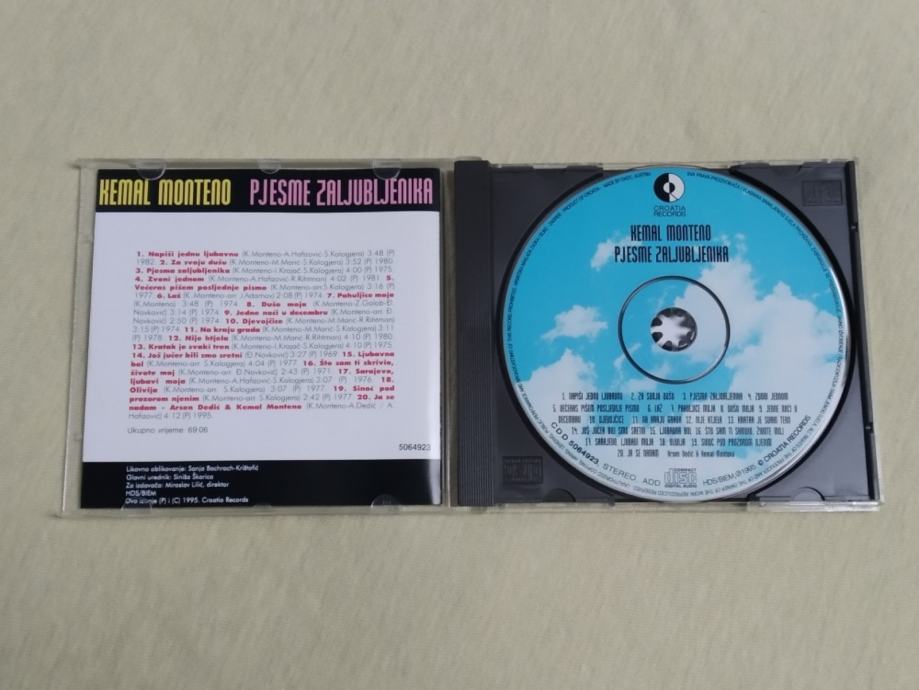 KEMAL MONTENO PJESME ZALJUBLJENIKA
1. Napiši jednu ljubavnu (K.Monteno-A.Hafizović-S.Kalogjera) 3:48 (P)
1982. 2. Za svoju dušu (K.Monteno-M.Marić-S.Kalogjera) 3:52 (P) 1980.
3. Pjesma zaljubljenika (K.Monteno-I.Krajač-S.Kalogjera) 4:00 (P) 1975.
4. Zvoni jednom (K.Monteno-A.Hafizović-R.Rihtman) 4:02 (P) 1981. 5.
Večeras pišem posljednje pismo (K.Monteno-arr.S.Kalogjera) 3:16 (P)
1977. 6. Laž (K.Monteno-arr. J.Adamov) 2:08 (P) 1974 7. Pahuljice moja
(K.Monteno) 3:48 (P) 1974 8. Dušo moja (K.Monteno-Z.Golob-Đ.
Novković) 3:14 (P) 1974 9. Jedne noći u decembru (K.Monteno-arr. Đ.
Novković) 2:50 (P) 1974 10. Djevojčice (K.Monteno-M.Marić-R.Rihtman)
3:15 (P) 1974 11. Na kraju grada (K.Monteno-M.Marić-S.Kalogjera) 3:11
(P) 1978. 12. Nije htjela (K.Monteno-M.Marić-R.Rihtman) 4:10 (P) 1980.
13. Kratak je svaki tren (K.Monteno-I.Krajač-S.Kalogjera) 4:10 (P) 1975
14. Još jučer bili smo sretni (Đ.Novković) 3:27 (P) 1969 15. Ljubavna
bol (K.Monteno-arr. S.Kalogjera) 4:04 (P) 1977 16. Što sam ti skrivio,
živote moj (K.Monteno-arr. Đ.Novković) 2:43 (P) 1971 17. Sarajevo,
ljubavi moja (K.Monteno-A.Hafizović-S.Kalogjera) 3:07 (P) 1976 18.
Olivija (K.Monteno-arr. S.Kalogjera) 3:07 (P) 1977. 19. Sinoć pod
prozorom njenim (K.Monteno-arr. S.Kalogjera) 2:42 (P) 1977 20. Ja se
nadam - Arsen Dedić & Kemal Monteno (K.Monteno-A.Dedić : A.
Hafizović) 4:12 (P) 1995.
Ukupno vrijeme: 69:06
5064923
Likovno oblikovanje: Sanja Bachrach-Krištofić
Glavni urednik: Siniša Škarica
Za izdavača: Miroslav Lilić, direktor
HDS/BIEM
Ovo izdanje (P) i (C) 1995. Croatia Records
CROATIA
RECORDS
KEMAL MONTENO
PJESME ZALJUBLJENIKA
1. NAPIŠI JEDNU LJUBAVNU 2. ZA SVOJU DUŠU 3. PJESMA ZALJUBLJENIKA 4. ZVONI JEDNOM
5. VEČERAS PIŠEM POSLJEDNJE PISMO 6. LAŽ 7. PAHULJICE MOJA 8. DUŠO MOJA 9. JEDNE NOĆI U
DECEMBRU 10. DJEVOJČICE 11. NA KRAJU GRADA 12. NIJE HTJELA 13. KRATAK JE SVAKI TREN
14. JOŠ JUČER BILI SMO SRETNI 15. LJUBAVNA BOL 16. ŠTO SAM TI SKRIVIO, ŽIVOTE MOJ
17. SARAJEVO, LJUBAVI MOJA 18. OLIVIJA 19. SINOĆ POD PROZOROM NJENIM
20. JA SE NADAM Arsen Dedić & Kemal Monteno
CD D 5064923, STEREO, ADD
COMPACT
disc
DIGITAL AUDIO
HDS/BIEM, ℗ 1995, © CROATIA RECORDS